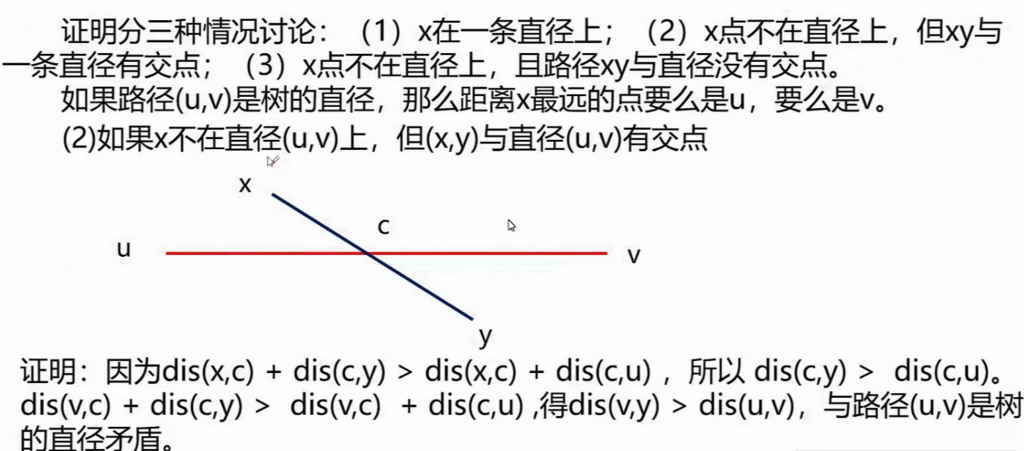 证明分三种情况讨论：（1）x在一条直径上；（2）x点不在直径上，但xy与
一条直径有交点；（3）x点不在直径上，且路径xy与直径没有交点。
如果路径(u,v)是树的直径，那么距离x最远的点要么是u，要么是v。
(2)如果x不在直径(u,v)上，但(x,y)与直径(u,v)有交点
x
c
u
v
y
证明：因为dis(x,c) + dis(c,y) > dis(x,c) + dis(c,u) ，所以 dis(c,y) > dis(c,u)。
dis(v,c) + dis(c,y) > dis(v,c) + dis(c,u) ,得dis(v,y) > dis(u,v)，与路径(u,v)是树
的直径矛盾。